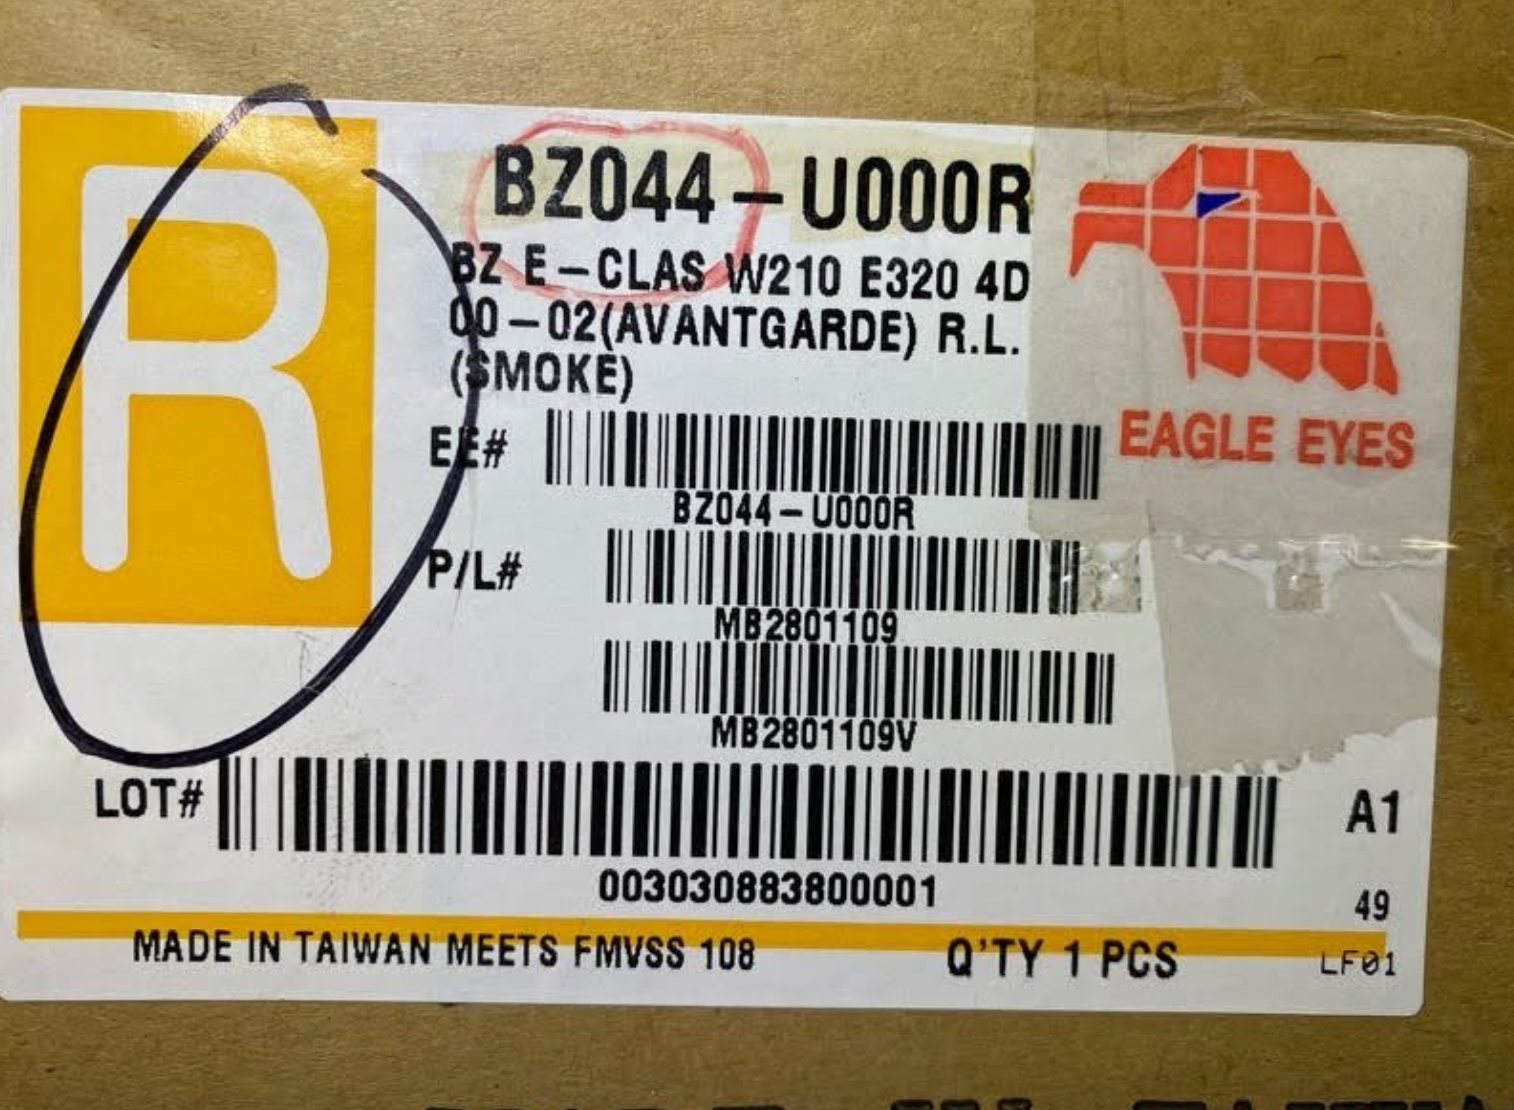 R
BZ044-U000R
BZ E-CLAS W210 E320 4D
00-02(AVANTGARDE) R.L.
(SMOKE)
EAGLE EYES
EE#
BZ044-U000R
P/L#
MB2801109
MB2801109V
LOT#
A1
003030883800001
49
MADE IN TAIWAN MEETS FMVSS 108
Q'TY 1 PCS
LF01